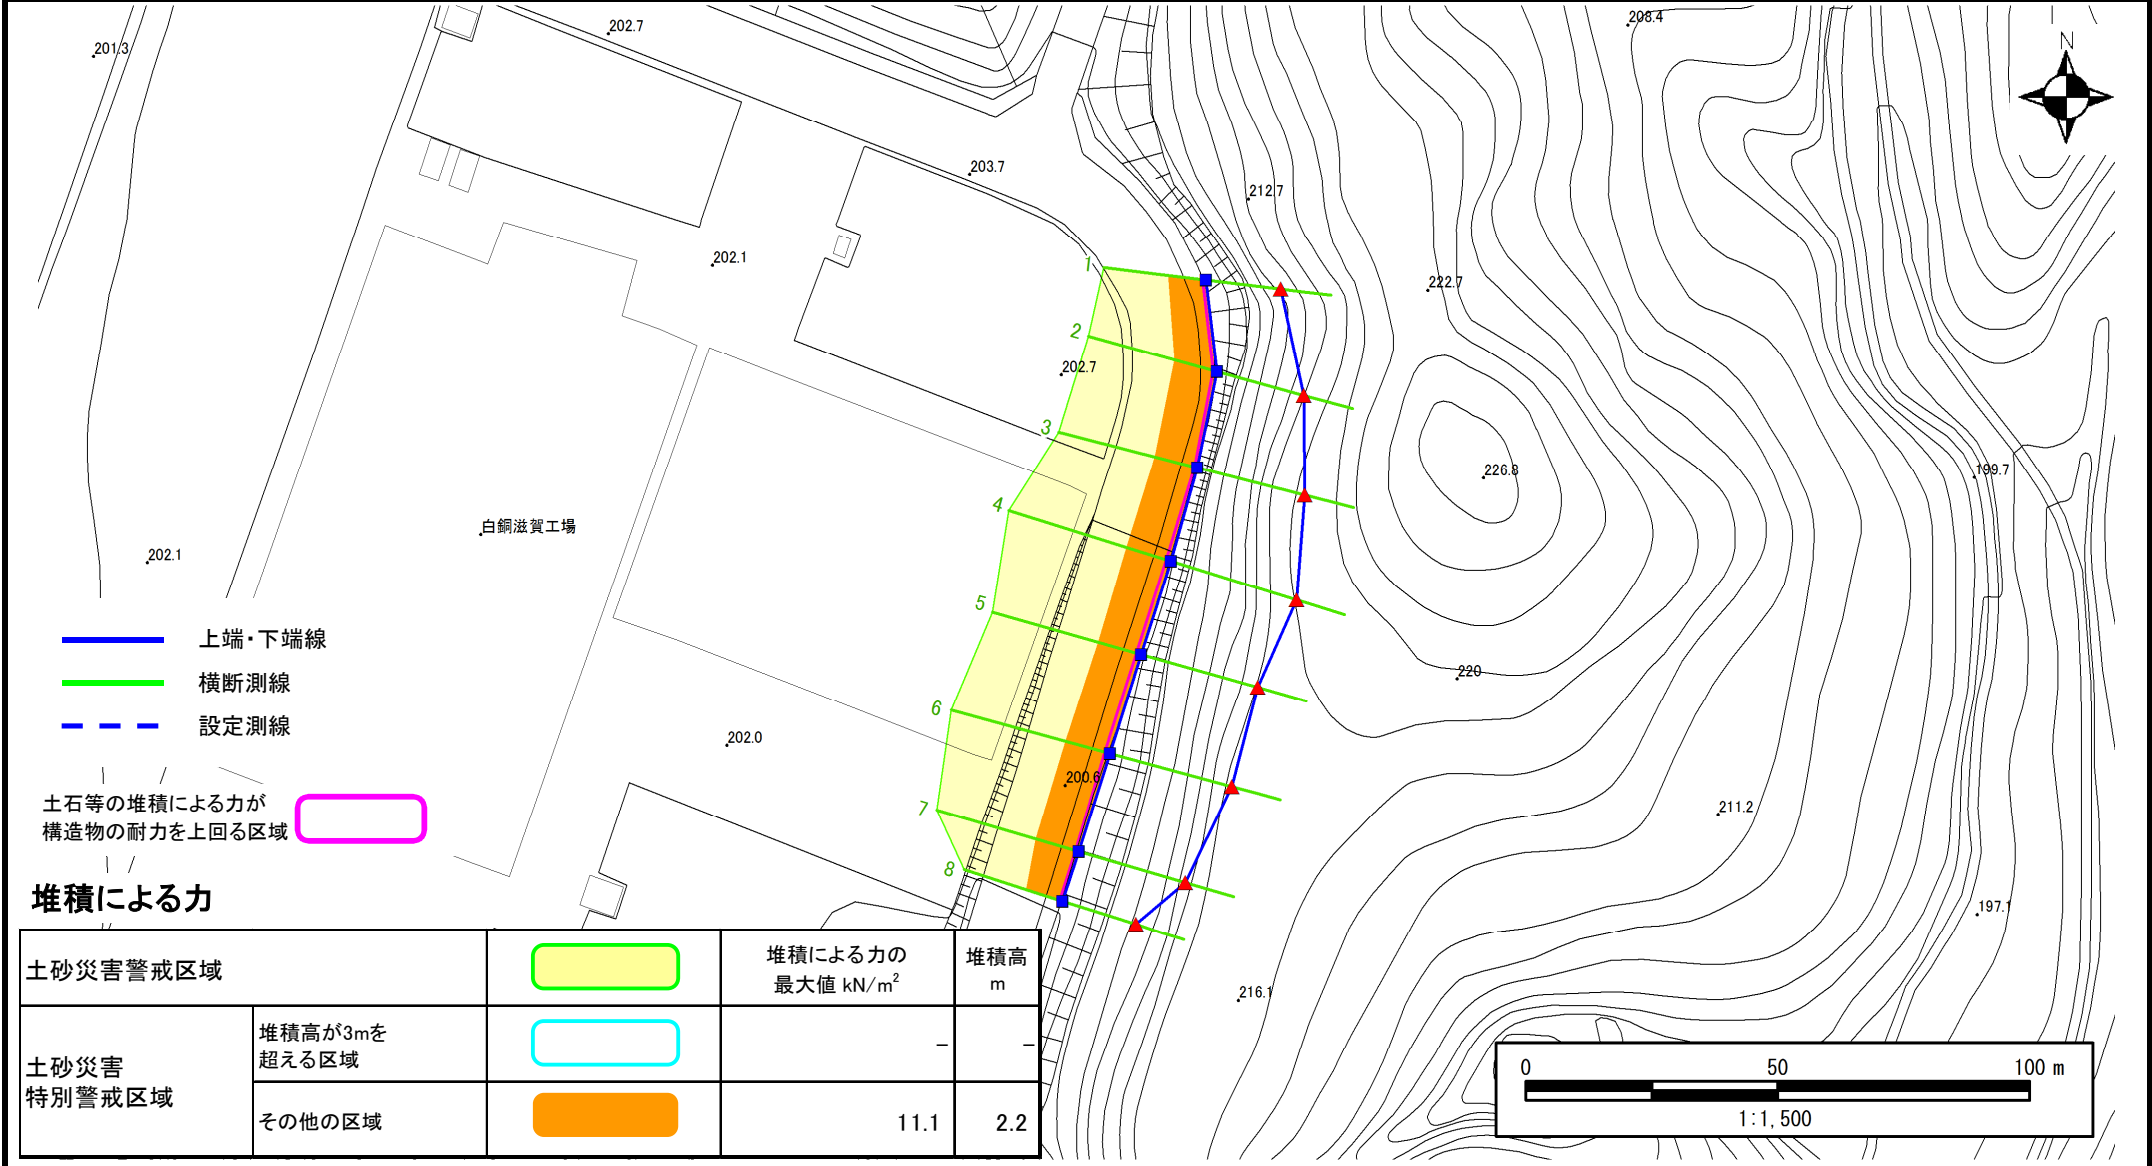 201.3
202.7
208.4
N
203.7
212.7
202.1
1
222.7
2
202.7
3
226.8
199.7
4
白銅滋賀工場
202.1
5
上端・下端線
220
横断測線
6
設定測線
202.0
200.6
土石等の堆積による力が
構造物の耐力を上回る区域
7
211.2
8
堆積による力
197.1
土砂災害警戒区域
堆積による力の
最大値 kN/m²
堆積高
m
216.1
土砂災害
特別警戒区域
堆積高が3mを
超える区域
－ －
その他の区域
11.1 2.2
0 50 100 m
1:1,500